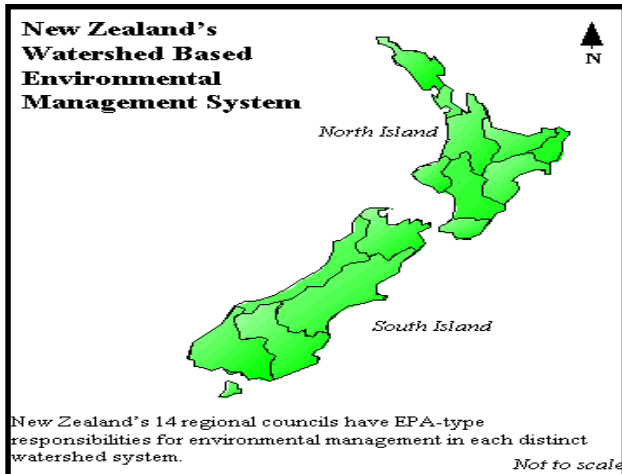 New Zealand's
Watershed Based
Environmental
Management System
N
North Island
South Island
New Zealand's 14 regional councils have EPA-type
responsibilities for environmental management in each distinct
watershed system.
Not to scale